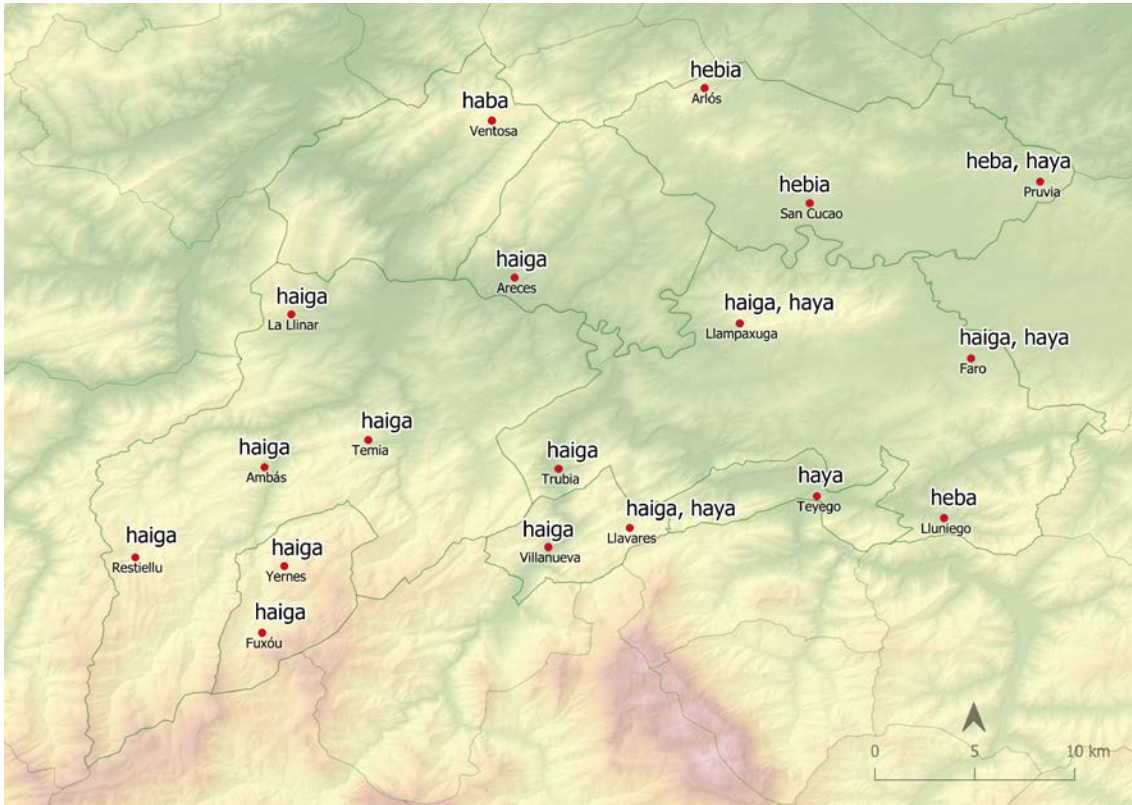 hebia
Arlós
haba
Ventosa
heba, haya
Pruvia
hebia
San Cucao
haiga
Areces
haiga
La Llinar
haiga, haya
Llampaxuga
haiga, haya
Faro
haiga
Temia
haiga
Ambás
haiga
Trubia
haya
Teyego
heba
Lluniego
haiga, haya
Llavares
haiga
Villanueva
haiga
Restiellu
haiga
Yernes
haiga
Fuxóu
0 5 10 km